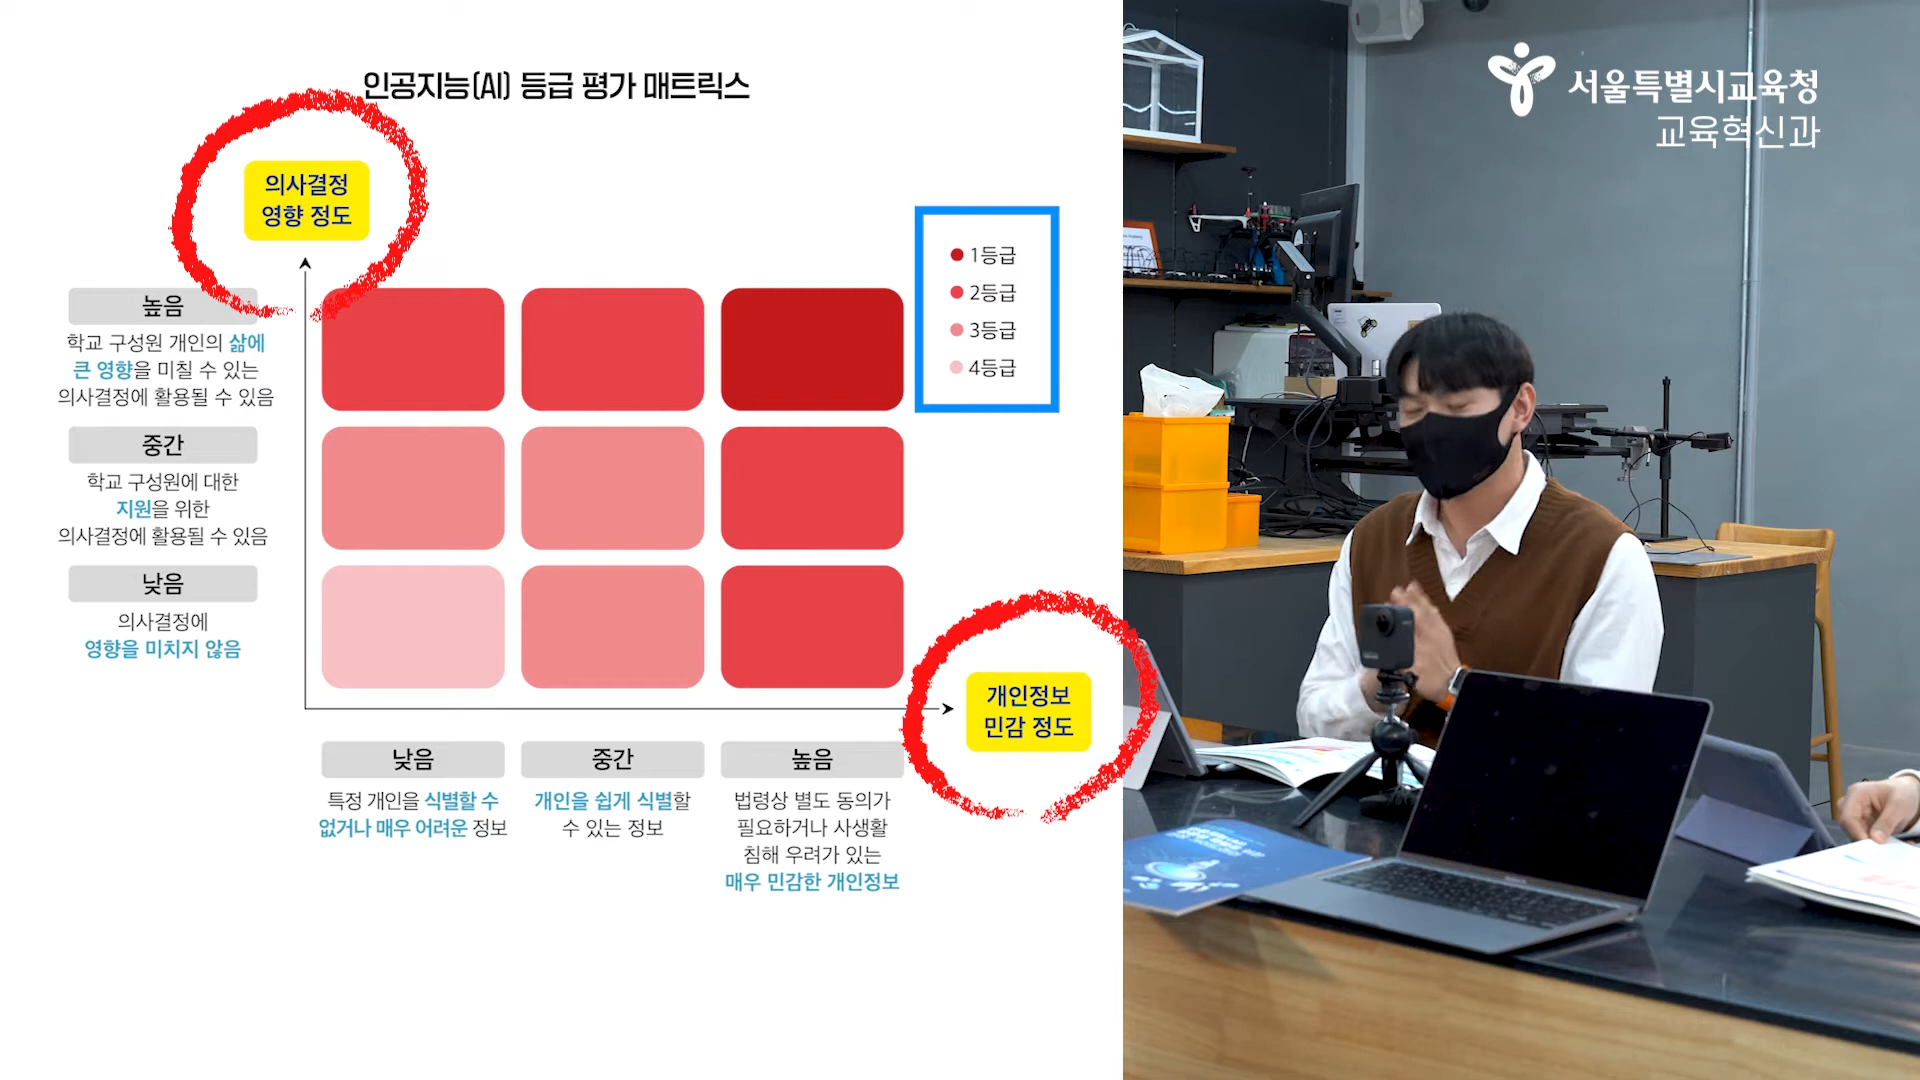 인공지능(AI) 등급 평가 매트릭스
의사결정
영향 정도
높음
학교 구성원 개인의 삶에
큰 영향을 미칠 수 있는
의사결정에 활용될 수 있음
중간
학교 구성원에 대한
지원을 위한
의사결정에 활용될 수 있음
낮음
의사결정에
영향을 미치지 않음
1등급
2등급
3등급
4등급
개인정보
민감 정도
낮음
특정 개인을 식별할 수
없거나 매우 어려운 정보
중간
개인을 쉽게 식별할
수 있는 정보
높음
법령상 별도 동의가
필요하거나 사생활
침해 우려가 있는
매우 민감한 개인정보
서울특별시교육청
교육혁신과